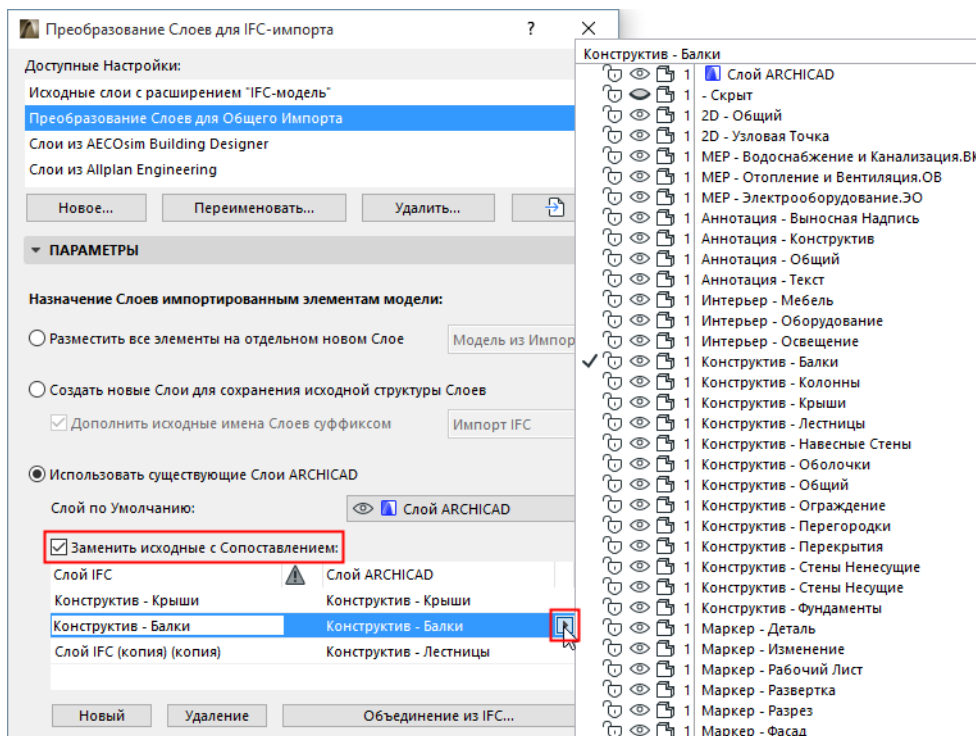 Преобразование Слоев для IFC-импорта
?
Доступные Настройки:
Исходные слои с расширением "IFC-модель"
Преобразование Слоев для Общего Импорта
Слои из AECOsim Building Designer
Слои из Allplan Engineering
Новое... Переименовать... Удалить...
ПАРАМЕТРЫ
Назначение Слоев импортированным элементам модели:
Разместить все элементы на отдельном новом Слое Модель из Импор
Создать новые Слои для сохранения исходной структуры Слоев
Дополнить исходные имена Слоев суффиксом Импорт IFC
Использовать существующие Слои ARCHICAD
Слой по Умолчанию: Слой ARCHICAD
Заменить исходные с Сопоставлением:
Слой IFC Слой ARCHICAD
Конструктив - Крыши Конструктив - Крыши
Конструктив - Балки Конструктив - Балки
Слой IFC (копия) (копия) Конструктив - Лестницы
Новый Удаление Объединение из IFC...
Конструктив - Балки
1 Слой ARCHICAD
1 - Скрыт
1 2D - Общий
1 2D - Узловая Точка
1 МЕР - Водоснабжение и Канализация.ВК
1 МЕР - Отопление и Вентиляция.ОВ
1 МЕР - Электрооборудование.ЭО
1 Аннотация - Выносная Надпись
1 Аннотация - Конструктив
1 Аннотация - Общий
1 Аннотация - Текст
1 Интерьер - Мебель
1 Интерьер - Оборудование
1 Интерьер - Освещение
1 Конструктив - Балки
1 Конструктив - Колонны
1 Конструктив - Крыши
1 Конструктив - Лестницы
1 Конструктив - Навесные Стены
1 Конструктив - Оболочки
1 Конструктив - Общий
1 Конструктив - Ограждение
1 Конструктив - Перегородки
1 Конструктив - Перекрытия
1 Конструктив - Стены Ненесущие
1 Конструктив - Стены Несущие
1 Конструктив - Фундаменты
1 Маркер - Деталь
1 Маркер - Изменение
1 Маркер - Рабочий Лист
1 Маркер - Развертка
1 Маркер - Разрез
1 Маркер - Фасад